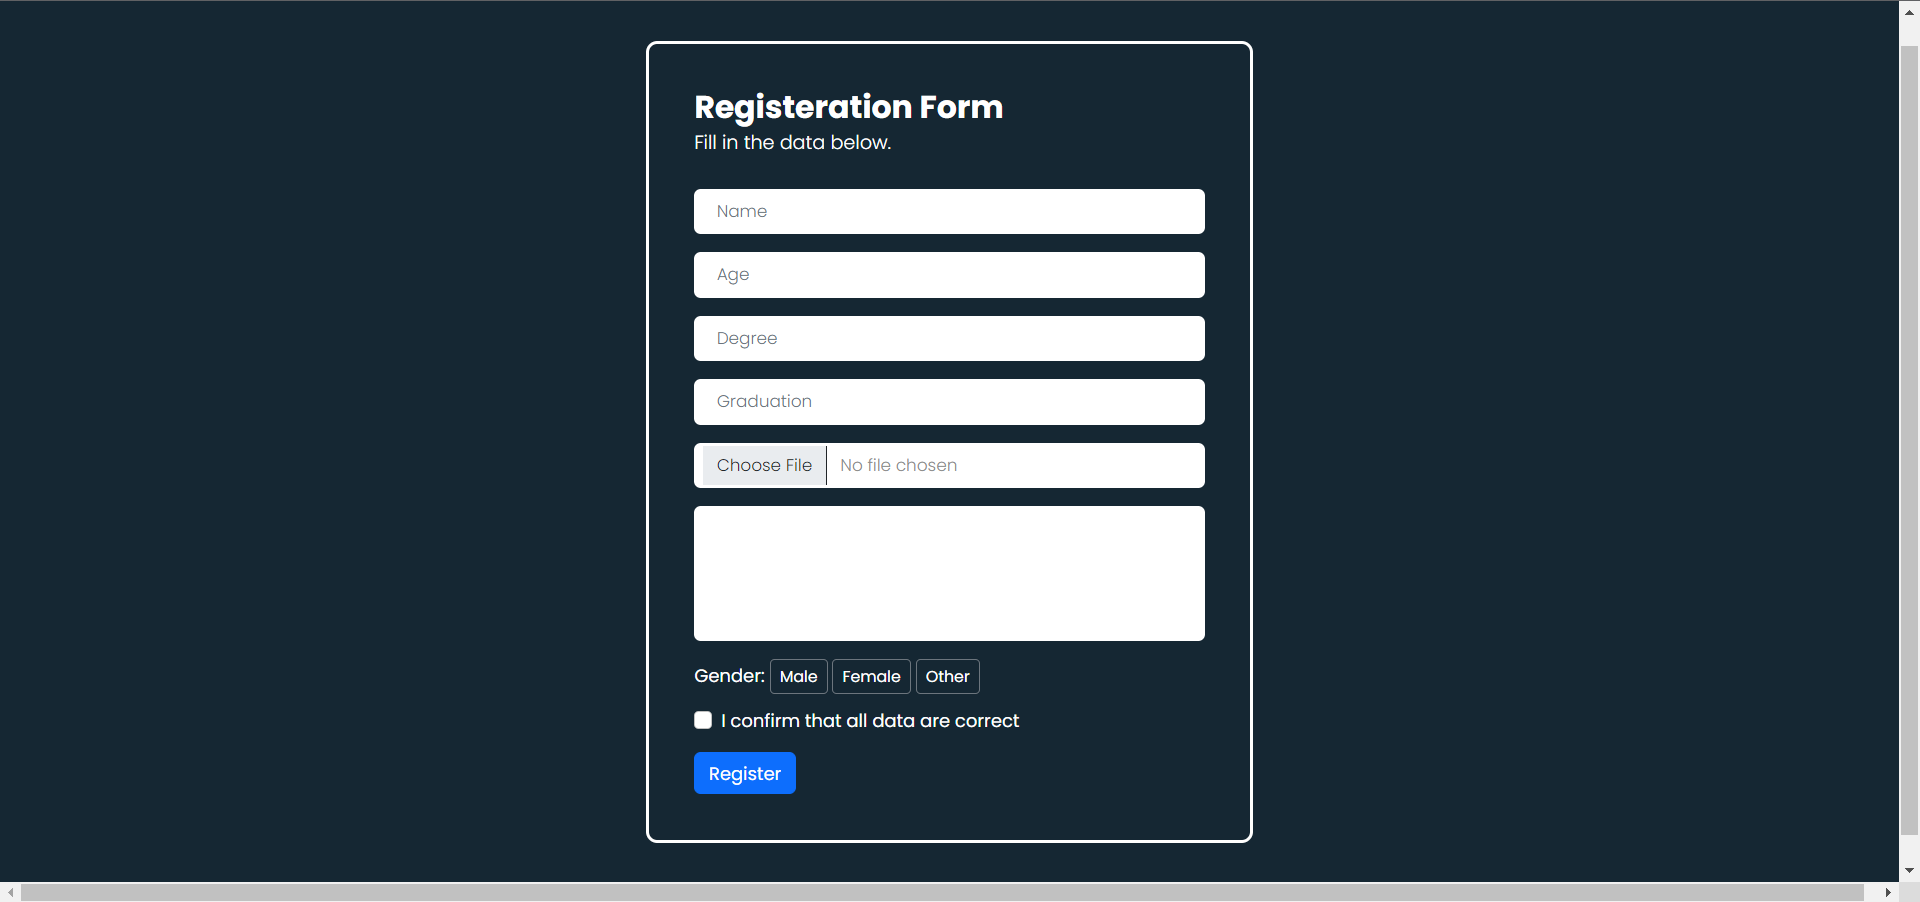 Registeration Form
Fill in the data below.
Name
Age
Degree
Graduation
Choose File No file chosen
Gender: Male Female Other
I confirm that all data are correct
Register